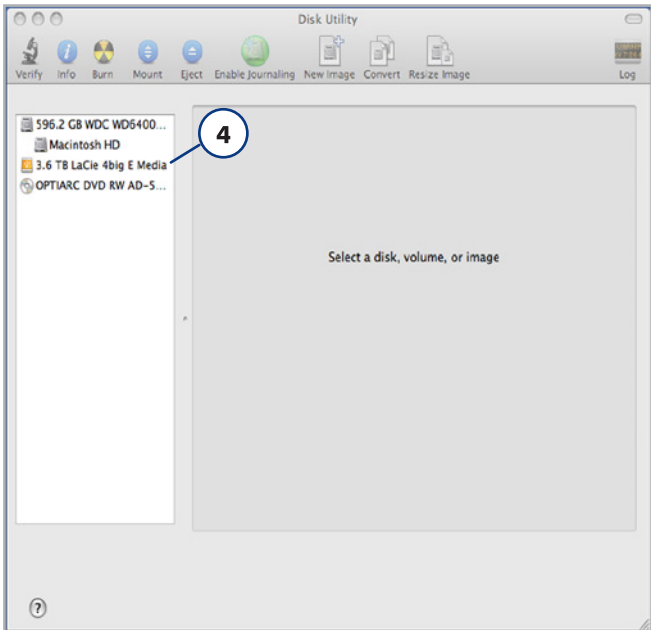 Disk Utility
Verify Info Burn Mount Eject Enable Journaling New Image Convert Resize Image Log
596.2 GB WDC WD6400...
Macintosh HD
3.6 TB LaCie 4big E Media
OPTIARC DVD RW AD-5...
4
Select a disk, volume, or image
?